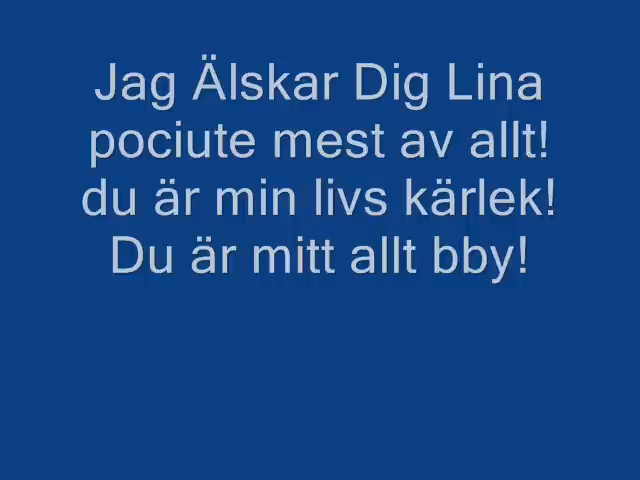 Jag Älskar Dig Lina
pociute mest av allt!
du är min livs kärlek!
Du är mitt allt bby!